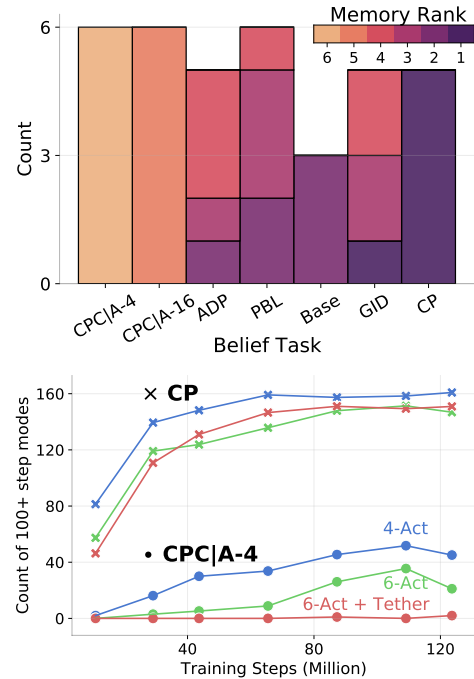 Memory Rank
6 5 4 3 2 1
6
3
0
Count
CPC|A-4 CPC|A-16 ADP PBL Base GID CP
Belief Task
160
120
80
40
0
Count of 100+ step modes
CP
CPC|A-4
4-Act
6-Act
6-Act + Tether
40 80 120
Training Steps (Million)